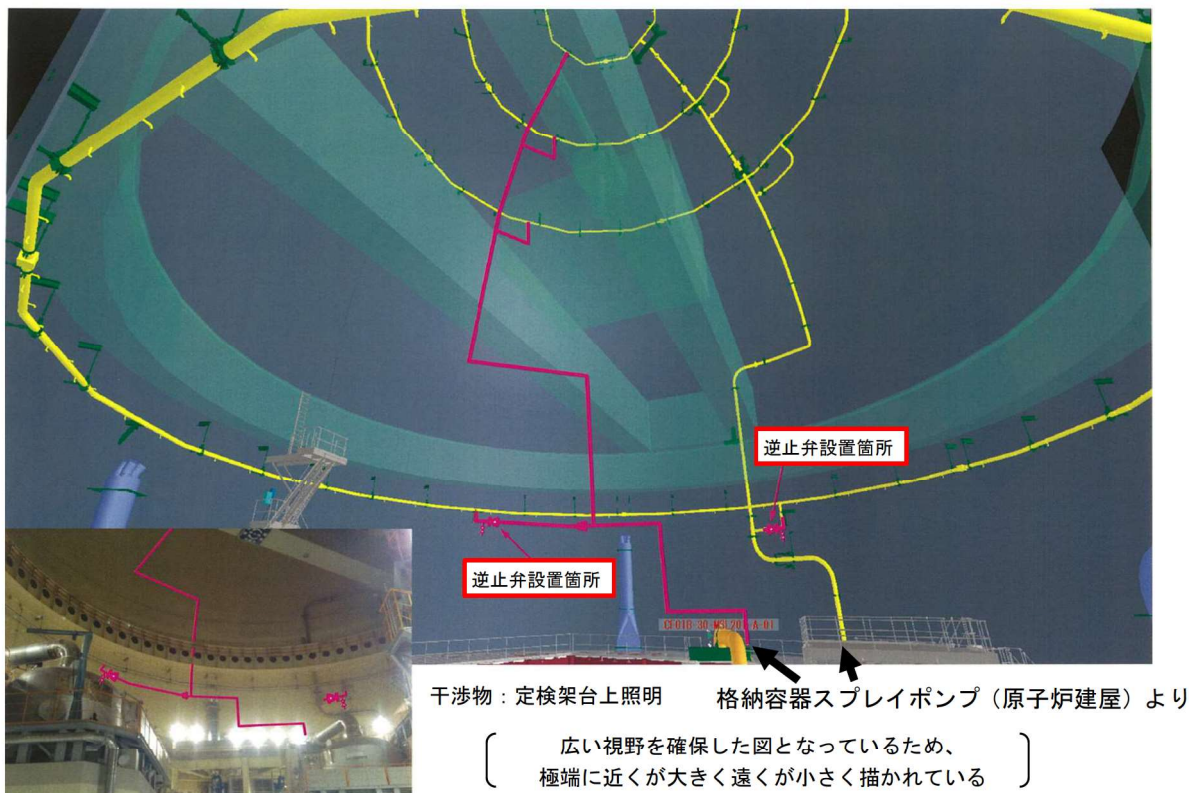 逆止弁設置箇所
逆止弁設置箇所
干渉物:定検架台上照明
格納容器スプレイポンプ(原子炉建屋)より
広い視野を確保した図となっているため、
極端に近くが大きく遠くが小さく描かれている